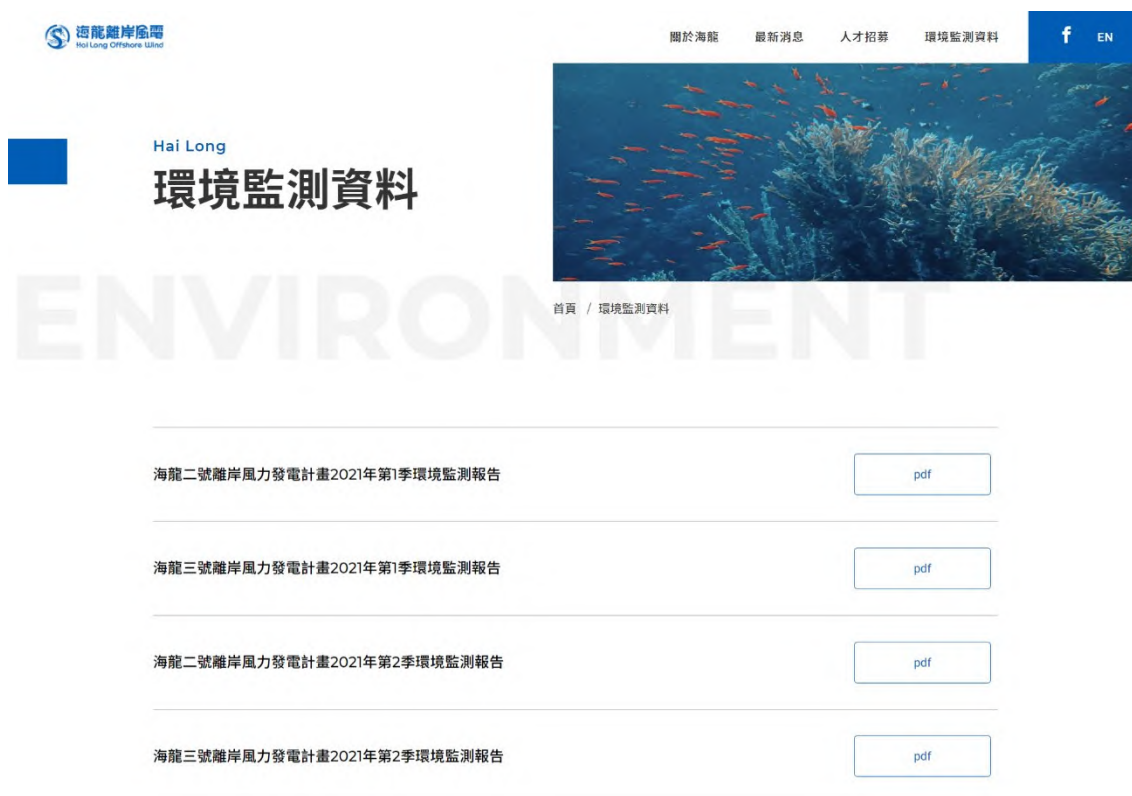 海龍離岸風電
Hai Long Offshore Wind
關於海龍 最新消息 人才招募 環境監測資料 f EN
Hai Long
環境監測資料
ENVIRONMENT
首頁 / 環境監測資料
海龍二號離岸風力發電計畫2021年第1季環境監測報告 pdf
海龍三號離岸風力發電計畫2021年第1季環境監測報告 pdf
海龍二號離岸風力發電計畫2021年第2季環境監測報告 pdf
海龍三號離岸風力發電計畫2021年第2季環境監測報告 pdf